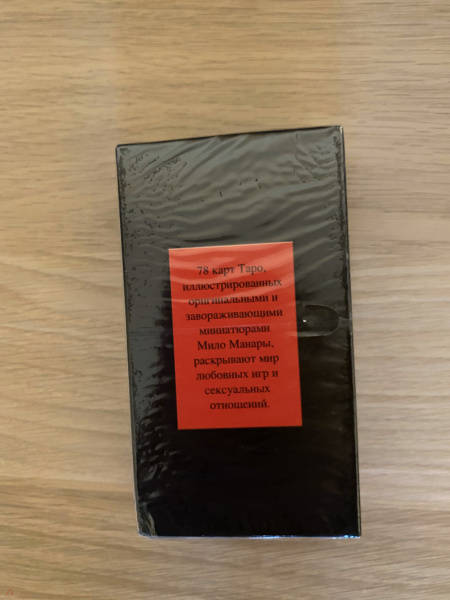 78 карт Таро,
иллюстрированных
оригинальными и
завораживающими
миниатюрами
Мило Манары,
раскрывают мир
любовных игр и
сексуальных
отношений.